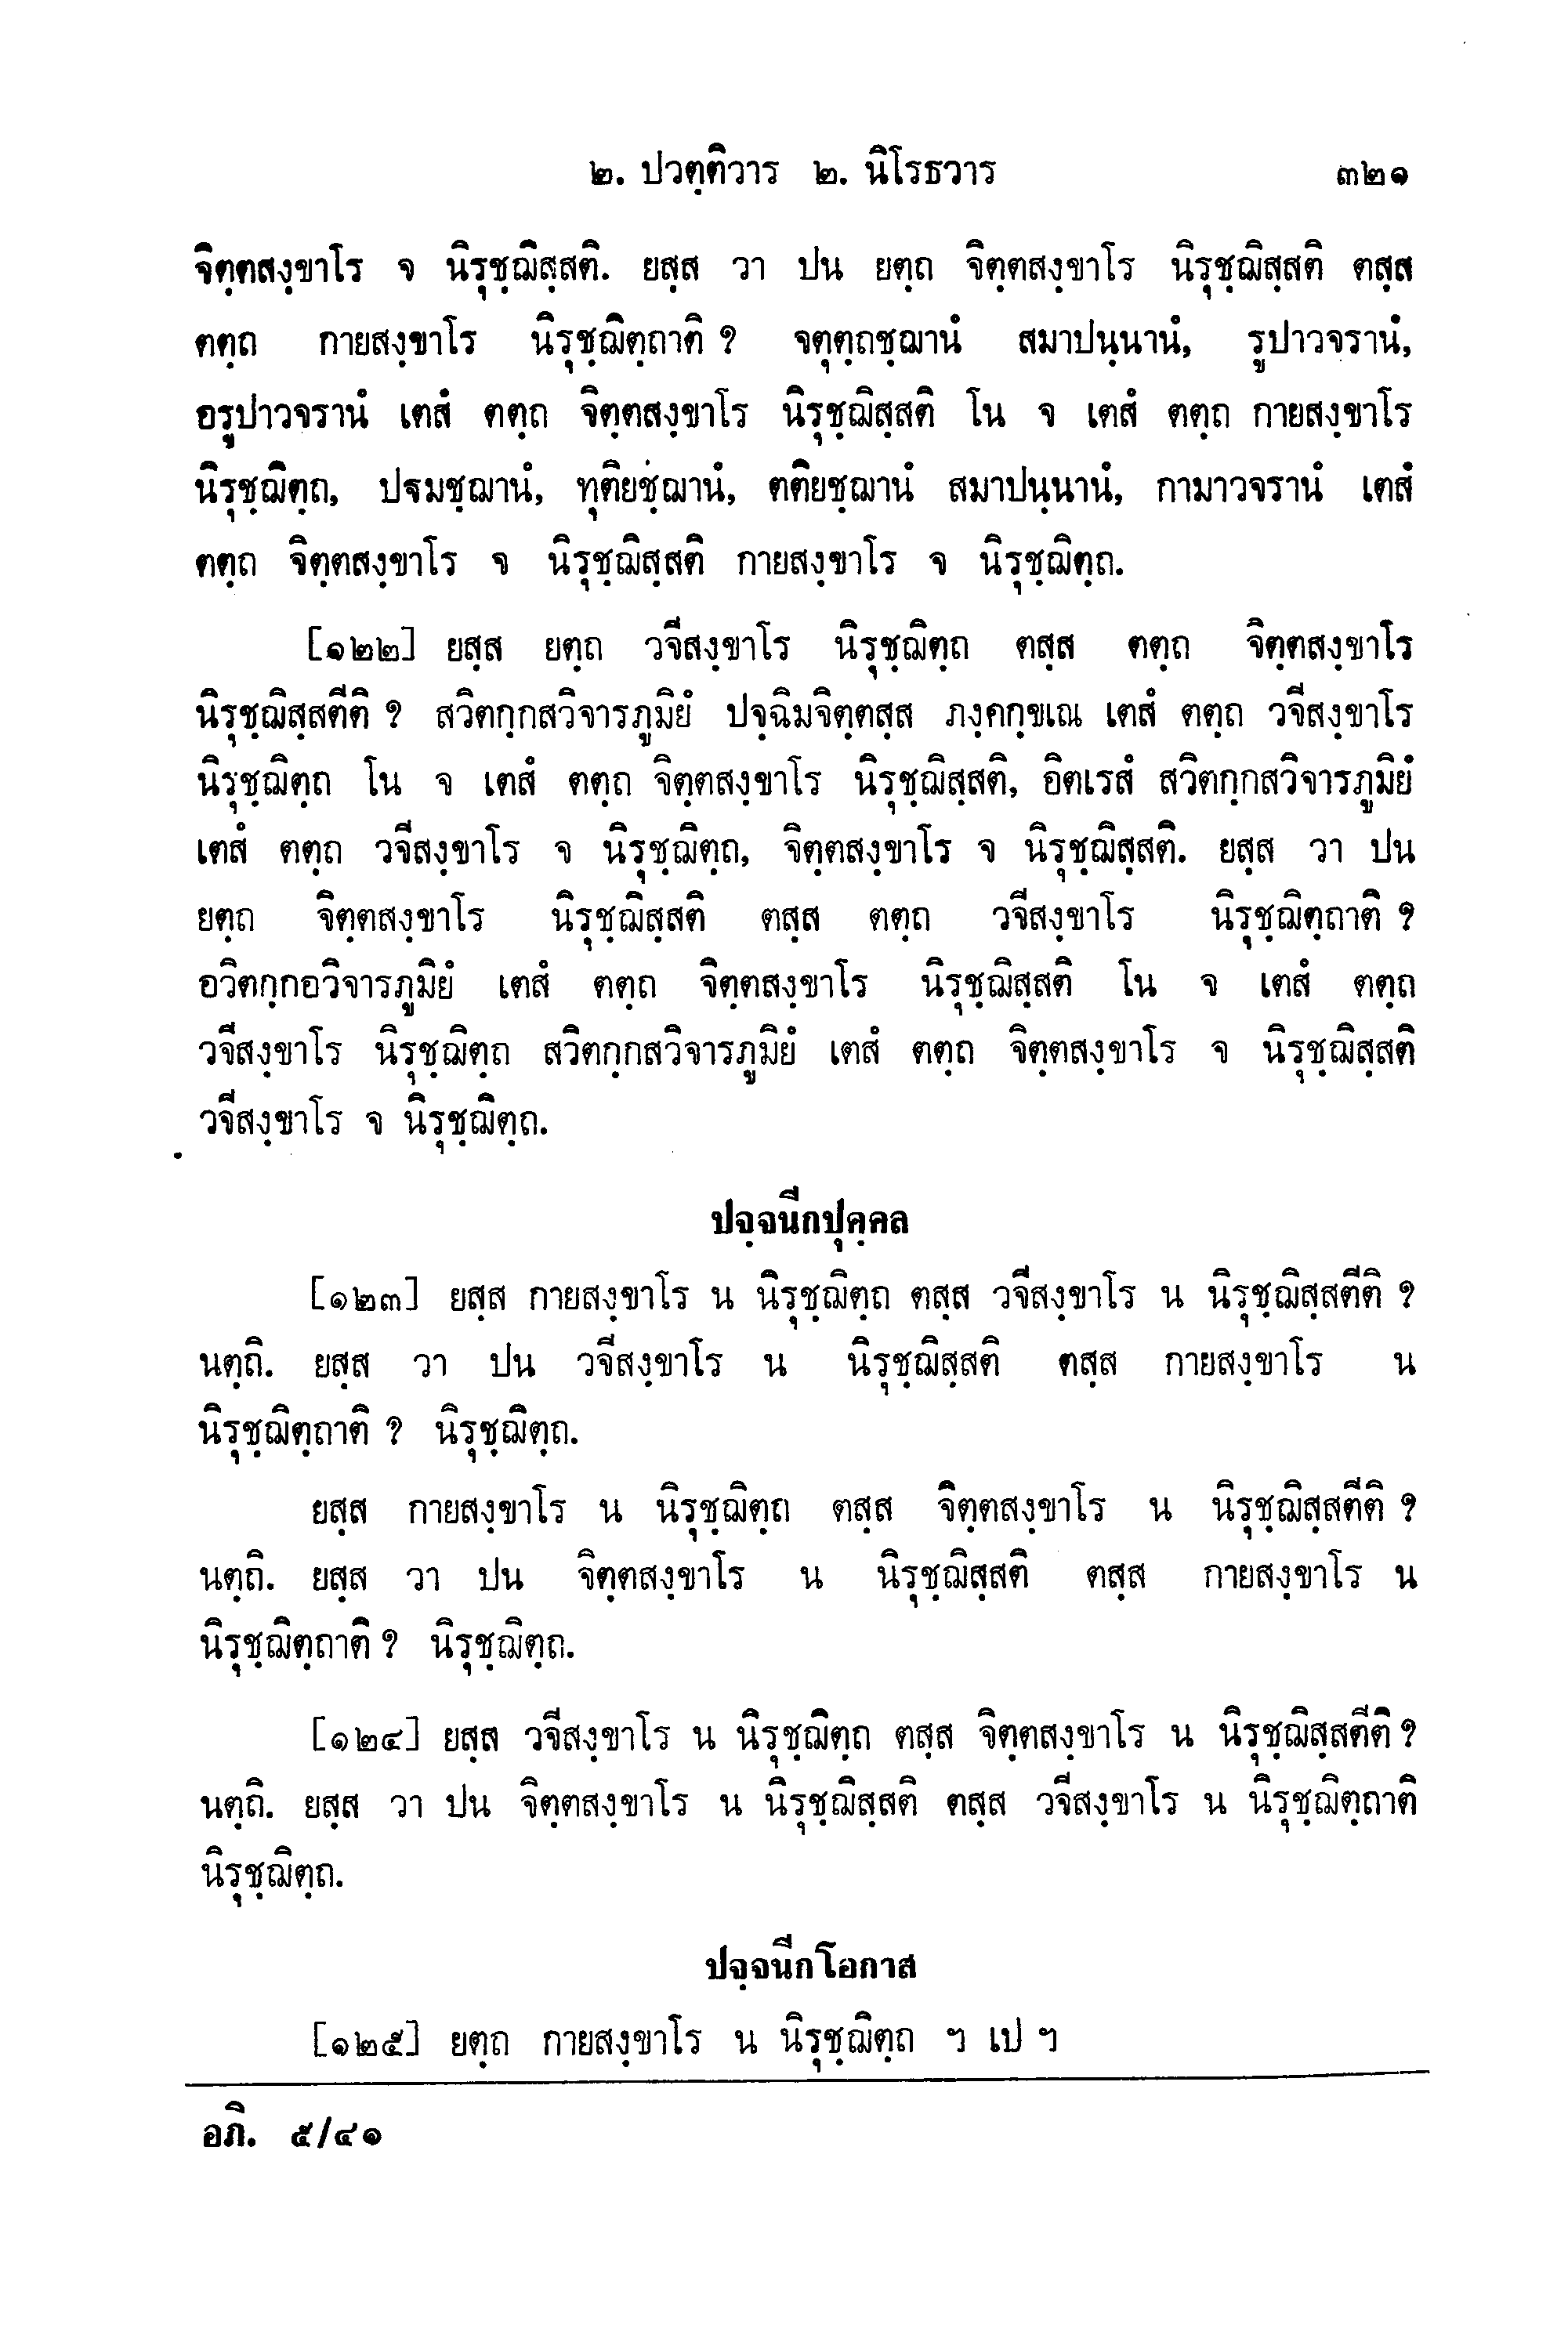 ๒. ปวตฺติวาร ๒. นิโรธวาร ๓๒๑
จิตฺตสงฺขาโร จ นิรุชฺฌิสฺสติ. ยสฺส วา ปน ยตฺถ จิตฺตสงฺขาโร นิรุชฺฌิสฺสติ ตสฺส
ตตฺถ กายสงฺขาโร นิรุชฺฌิตฺถาติ ? จตุตฺถชฺฌานํ สมาปนฺนานํ, รูปาวจรานํ,
อรูปาวจรานํ เตสํ ตตฺถ จิตฺตสงฺขาโร นิรุชฺฌิสฺสติ โน จ เตสํ ตตฺถ กายสงฺขาโร
นิรุชฺฌิตฺถ, ปฐมชฺฌานํ, ทุติยชฺฌานํ, ตติยชฺฌานํ สมาปนฺนานํ, กามาวจรานํ เตสํ
ตตฺถ จิตฺตสงฺขาโร จ นิรุชฺฌิสฺสติ กายสงฺขาโร จ นิรุชฺฌิตฺถ.
[๑๒๒] ยสฺส ยตฺถ วจีสงฺขาโร นิรุชฺฌิตฺถ ตสฺส ตตฺถ จิตฺตสงฺขาโร
นิรุชฺฌิสฺสตีติ ? สวิตกฺกสวิจารภูมิยํ ปจฺฉิมจิตฺตสฺส ภงฺคกฺขเณ เตสํ ตตฺถ วจีสงฺขาโร
นิรุชฺฌิตฺถ โน จ เตสํ ตตฺถ จิตฺตสงฺขาโร นิรุชฺฌิสฺสติ, อิตเรสํ สวิตกฺกสวิจารภูมิยํ
เตสํ ตตฺถ วจีสงฺขาโร จ นิรุชฺฌิตฺถ, จิตฺตสงฺขาโร จ นิรุชฺฌิสฺสติ. ยสฺส วา ปน
ยตฺถ จิตฺตสงฺขาโร นิรุชฺฌิสฺสติ ตสฺส ตตฺถ วจีสงฺขาโร นิรุชฺฌิตฺถาติ ?
อวิตกฺกอวิจารภูมิยํ เตสํ ตตฺถ จิตฺตสงฺขาโร นิรุชฺฌิสฺสติ โน จ เตสํ ตตฺถ
วจีสงฺขาโร นิรุชฺฌิตฺถ สวิตกฺกสวิจารภูมิยํ เตสํ ตตฺถ จิตฺตสงฺขาโร จ นิรุชฺฌิสฺสติ
วจีสงฺขาโร จ นิรุชฺฌิตฺถ.
ปจฺจนีกปุคฺคล
[๑๒๓] ยสฺส กายสงฺขาโร น นิรุชฺฌิตฺถ ตสฺส วจีสงฺขาโร น นิรุชฺฌิสฺสตีติ ?
นตฺถิ. ยสฺส วา ปน วจีสงฺขาโร น นิรุชฺฌิสฺสติ ตสฺส กายสงฺขาโร น
นิรุชฺฌิตฺถาติ ? นิรุชฺฌิตฺถ.
ยสฺส กายสงฺขาโร น นิรุชฺฌิตฺถ ตสฺส จิตฺตสงฺขาโร น นิรุชฺฌิสฺสตีติ ?
นตฺถิ. ยสฺส วา ปน จิตฺตสงฺขาโร น นิรุชฺฌิสฺสติ ตสฺส กายสงฺขาโร น
นิรุชฺฌิตฺถาติ ? นิรุชฺฌิตฺถ.
[๑๒๔] ยสฺส วจีสงฺขาโร น นิรุชฺฌิตฺถ ตสฺส จิตฺตสงฺขาโร น นิรุชฺฌิสฺสตีติ ?
นตฺถิ. ยสฺส วา ปน จิตฺตสงฺขาโร น นิรุชฺฌิสฺสติ ตสฺส วจีสงฺขาโร น นิรุชฺฌิตฺถาติ
นิรุชฺฌิตฺถ.
ปจฺจนีกโอกาส
[๑๒๕] ยตฺถ กายสงฺขาโร น นิรุชฺฌิตฺถ ฯ เป ฯ
อภิ. ๕/๔๑